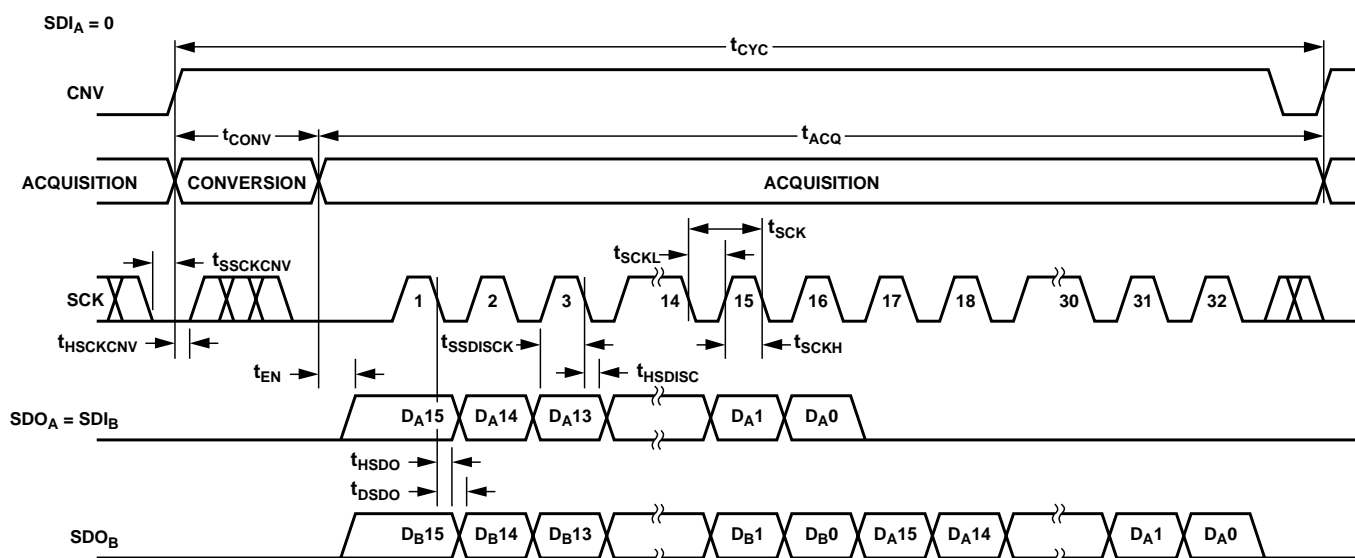 SDIA = 0
tCYC
CNV
tCONV
tACQ
ACQUISITION CONVERSION ACQUISITION
tSCK
tSSCKCNV
tSCKL
SCK 1 2 3 14 15 16 17 18 30 31 32
tHSCKCNV
tSSDISCK
tSCKH
tEN
tHSDISC
SDOA = SDIB DA15 DA14 DA13 DA1 DA0
tHSDO
tDSDO
SDOB DB15 DB14 DB13 DB1 DB0 DA15 DA14 DA1 DA0